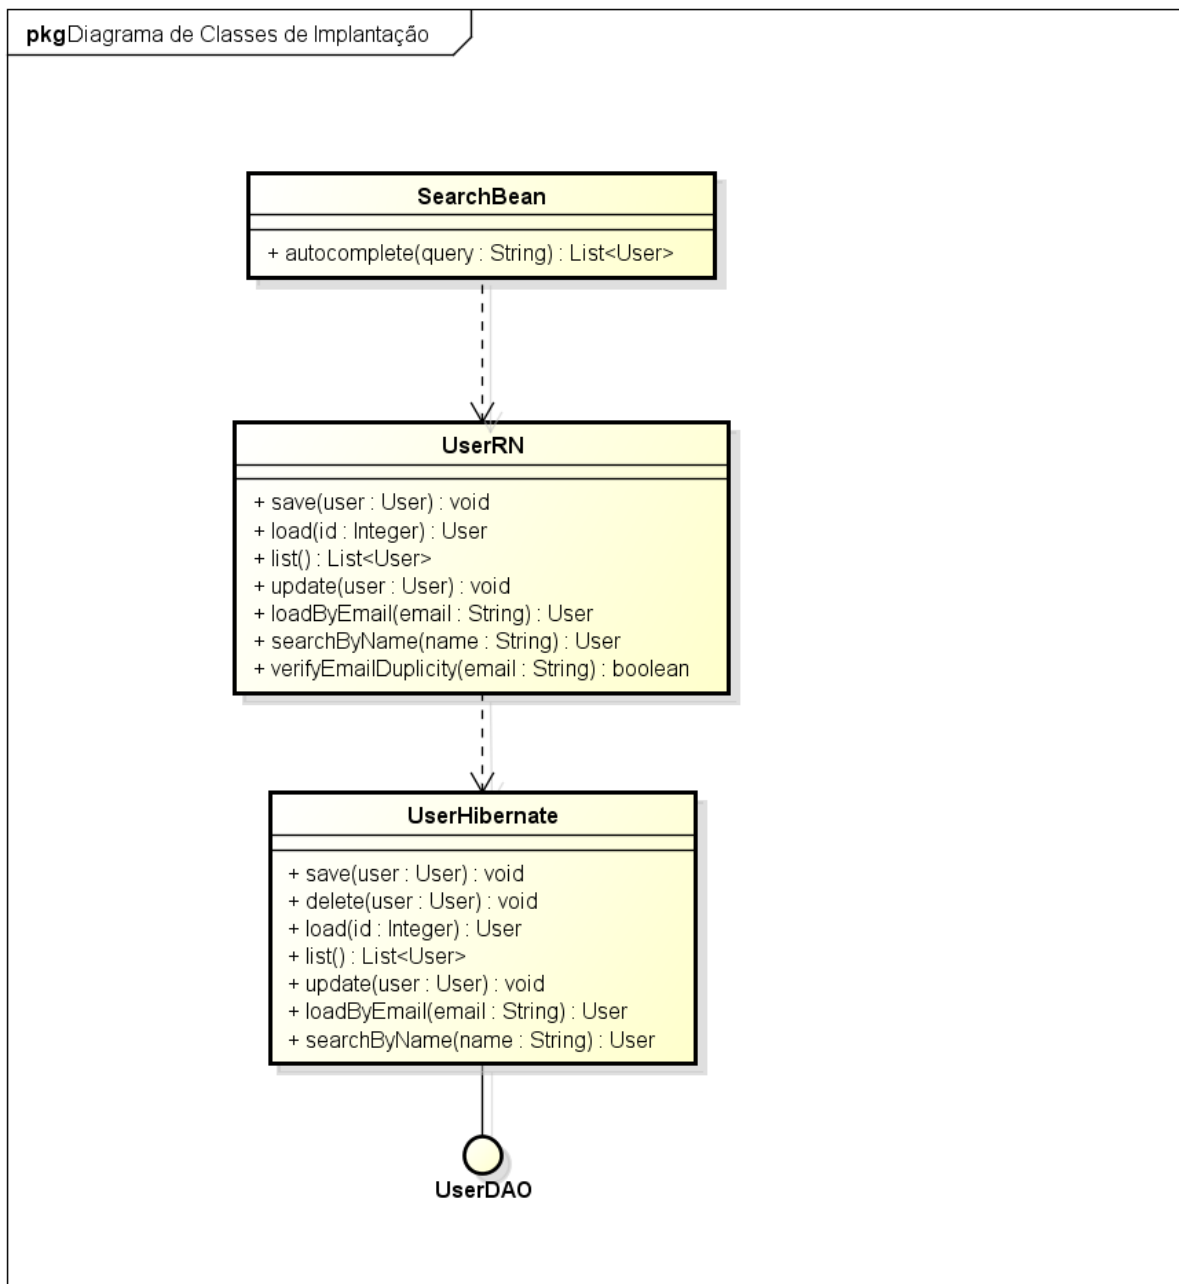 pkgDiagrama de Classes de Implantação
SearchBean
+ autocomplete(query : String) : List<User>
UserRN
+ save(user : User) : void
+ load(id : Integer) : User
+ list() : List<User>
+ update(user : User) : void
+ loadByEmail(email : String) : User
+ searchByName(name : String) : User
+ verifyEmailDuplicity(email : String) : boolean
UserHibernate
+ save(user : User) : void
+ delete(user : User) : void
+ load(id : Integer) : User
+ list() : List<User>
+ update(user : User) : void
+ loadByEmail(email : String) : User
+ searchByName(name : String) : User
UserDAO